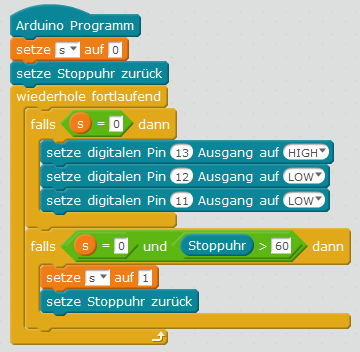 Arduino Programm
setze s auf 0
setze Stoppuhr zurück
wiederhole fortlaufend
falls s = 0 dann
setze digitalen Pin 13 Ausgang auf HIGH
setze digitalen Pin 12 Ausgang auf LOW
setze digitalen Pin 11 Ausgang auf LOW
falls s = 0 und Stoppuhr > 60 dann
setze s auf 1
setze Stoppuhr zurück